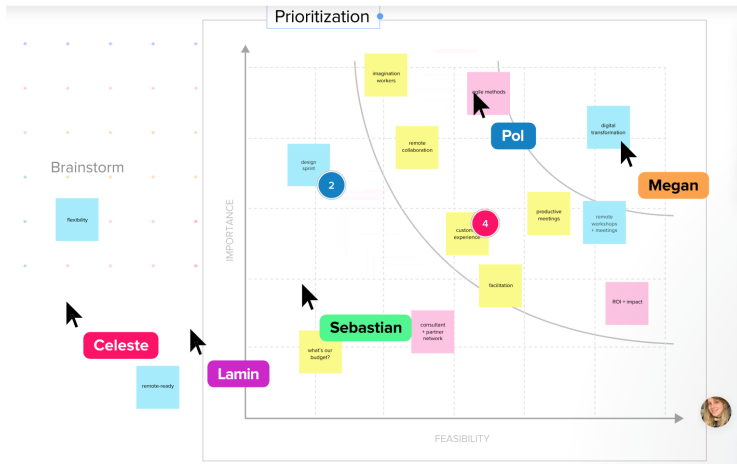 Prioritization
imagination
workers
agile methods
Pol
digital
transformation
remote
collaboration
Brainstorm
design
sprint
2
Megan
flexibility
IMPORTANCE
productive
meetings
remote
workshops
+ meetings
4
experience
facilitation
ROI + impact
Sebastian
consultant
+ partner
network
Celeste
what's our
budget?
Lamin
remote-ready
FEASIBILITY